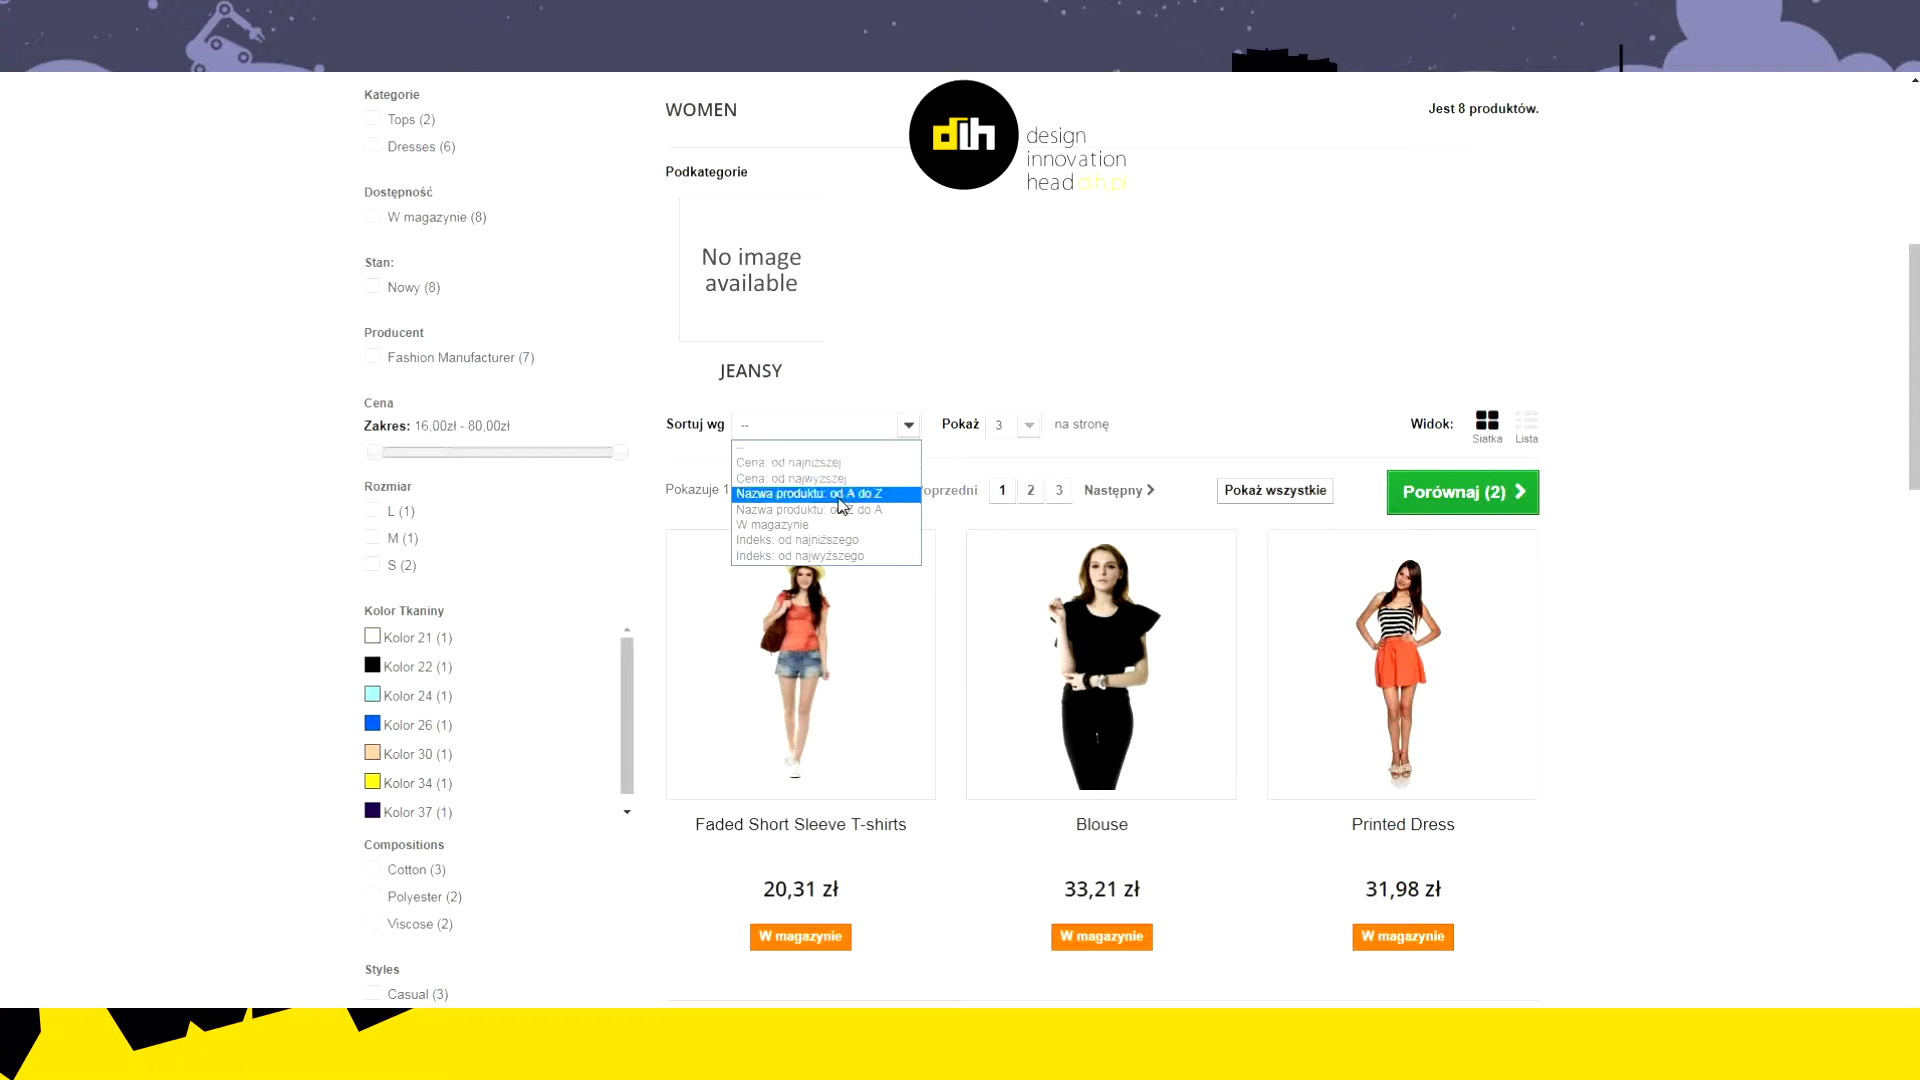 Kategorie
Tops (2)
Dresses (6)
Dostępność
W magazynie (8)
Stan:
Nowy (8)
Producent
Fashion Manufacturer (7)
Cena
Zakres: 16,00zł - 80,00zł
Rozmiar
L (1)
M (1)
S (2)
Kolor Tkaniny
Kolor 21 (1)
Kolor 22 (1)
Kolor 24 (1)
Kolor 26 (1)
Kolor 30 (1)
Kolor 34 (1)
Kolor 37 (1)
Compositions
Cotton (3)
Polyester (2)
Viscose (2)
Styles
Casual (3)
WOMEN
Jest 8 produktów.
dih
design
innovation
head dih.pl
Podkategorie
No image
available
JEANSY
Sortuj wg -- Pokaż 3 na stronę
Widok:
Siatka
Lista
--
Cena: od najniższej
Cena: od najwyższej
Nazwa produktu: od A do Z
Nazwa produktu: od Z do A
W magazynie
Indeks: od najniższego
Indeks: od najwyższego
Pokazuje 1
oprzedni 1 2 3 Następny
Pokaż wszystkie
Porównaj (2)
Faded Short Sleeve T-shirts
20,31 zł
W magazynie
Blouse
33,21 zł
W magazynie
Printed Dress
31,98 zł
W magazynie